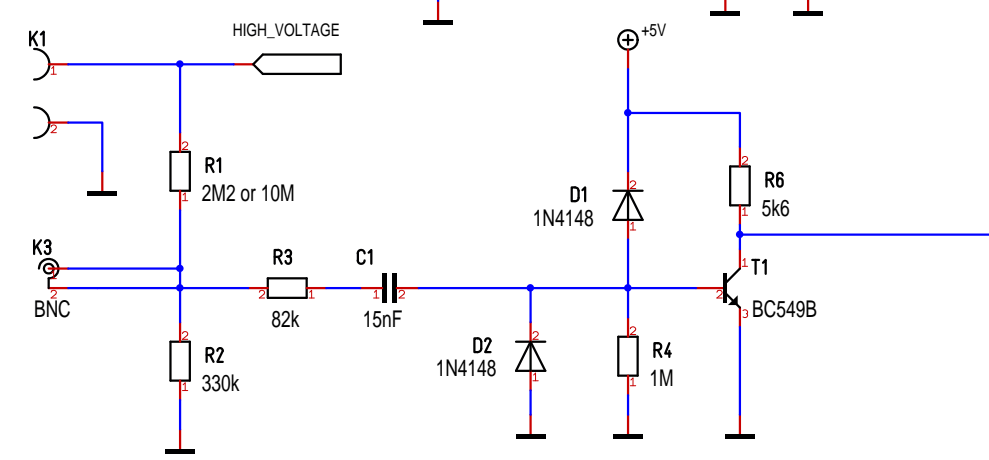 HIGH_VOLTAGE
+5V
K1
1
2
2
R1
2M2 or 10M
1
K3
1
2
BNC
R3
2
1
82k
C1
1
2
15nF
2
R2
330k
1
D1
1N4148
2
1
2
R6
5k6
1
D2
1N4148
2
1
2
R4
1M
1
1
T1
2
3
BC549B